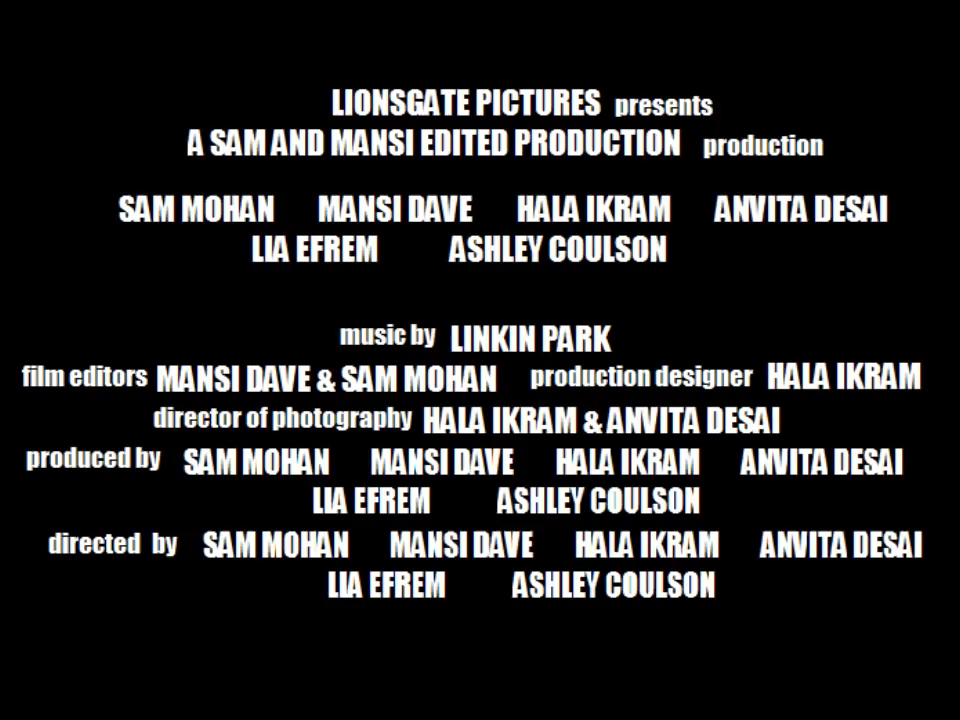 LIONSGATE PICTURES presents
A SAM AND MANSI EDITED PRODUCTION production
SAM MOHAN MANSI DAVE HALA IKRAM ANVITA DESAI
LIA EFREM ASHLEY COULSON
music by LINKIN PARK
film editors MANSI DAVE & SAM MOHAN production designer HALA IKRAM
director of photography HALA IKRAM & ANVITA DESAI
produced by SAM MOHAN MANSI DAVE HALA IKRAM ANVITA DESAI
LIA EFREM ASHLEY COULSON
directed by SAM MOHAN MANSI DAVE HALA IKRAM ANVITA DESAI
LIA EFREM ASHLEY COULSON